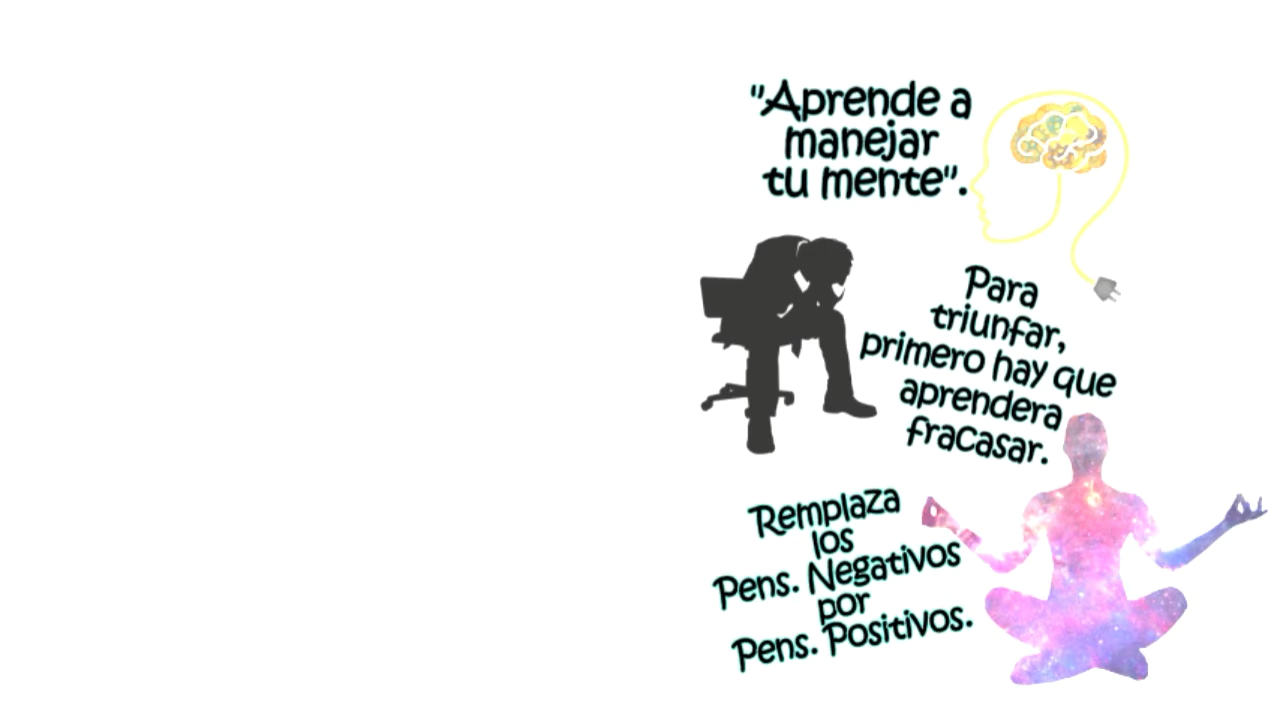 "Aprende a
manejar
tu mente".
Para
triunfar,
primero hay que
aprendera
fracasar.
Remplaza
los
Pens. Negativos
por
Pens. Positivos.